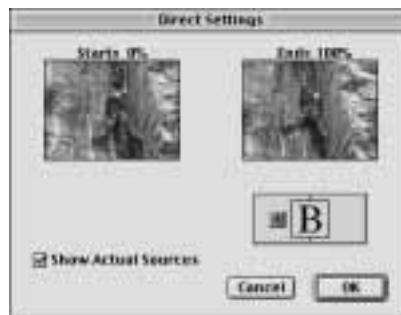 Direct Settings
Start: 0% End: 100%
B
Show Actual Sources
Cancel OK